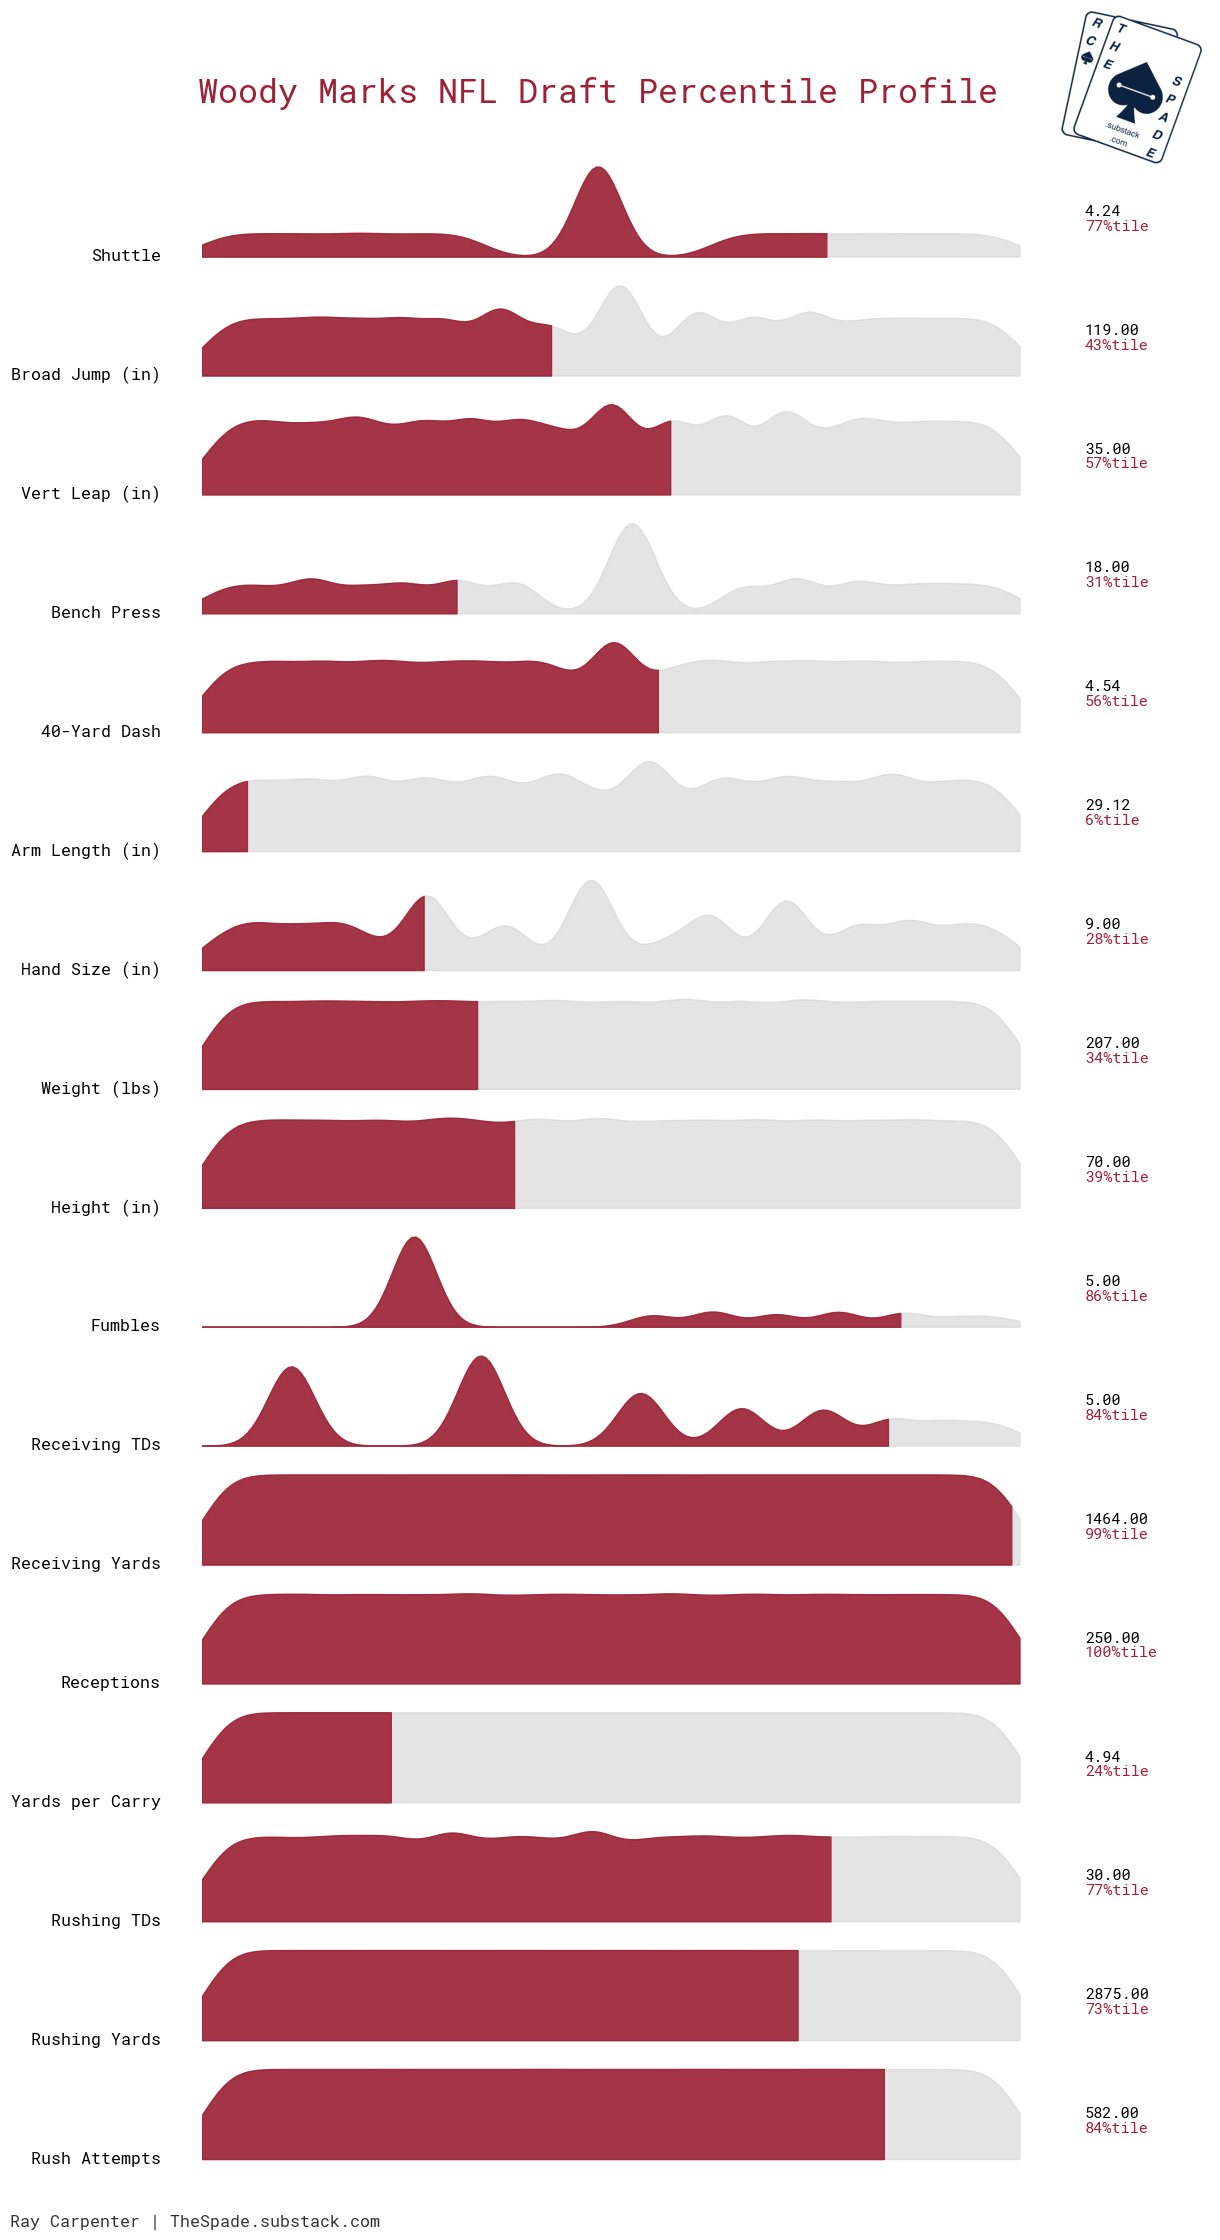 R
C
T
H
E
S
P
A
D
E
.substack
.com
Woody Marks NFL Draft Percentile Profile
Shuttle
4.24
77%tile
Broad Jump (in)
119.00
43%tile
Vert Leap (in)
35.00
57%tile
Bench Press
18.00
31%tile
40-Yard Dash
4.54
56%tile
Arm Length (in)
29.12
6%tile
Hand Size (in)
9.00
28%tile
Weight (lbs)
207.00
34%tile
Height (in)
70.00
39%tile
Fumbles
5.00
86%tile
Receiving TDs
5.00
84%tile
Receiving Yards
1464.00
99%tile
Receptions
250.00
100%tile
Yards per Carry
4.94
24%tile
Rushing TDs
30.00
77%tile
Rushing Yards
2875.00
73%tile
Rush Attempts
582.00
84%tile
Ray Carpenter | TheSpade.substack.com